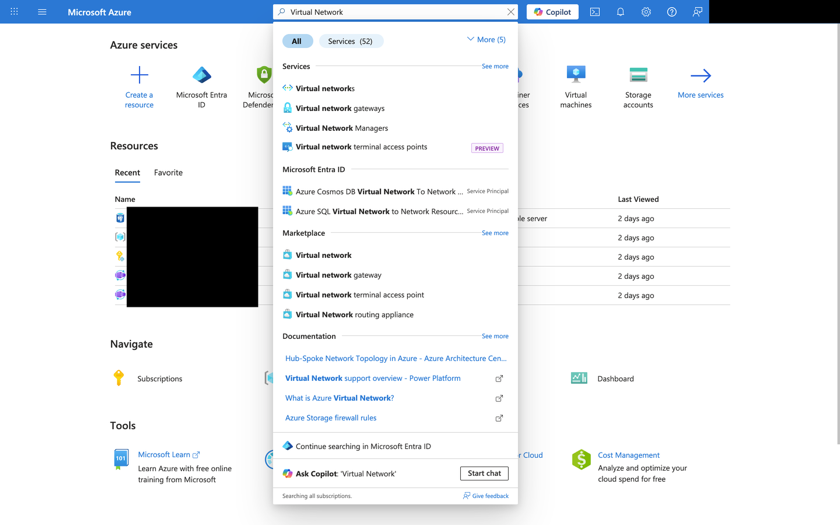 Microsoft Azure
Virtual Network
Copilot
All
Services (52)
More (5)
Services
See more
Virtual networks
Virtual network gateways
Virtual Network Managers
Virtual network terminal access points
PREVIEW
Microsoft Entra ID
Azure Cosmos DB Virtual Network To Network ...
Service Principal
Azure SQL Virtual Network to Network Resourc...
Service Principal
Marketplace
See more
Virtual network
Virtual network gateway
Virtual network terminal access point
Virtual Network routing appliance
Documentation
See more
Hub-Spoke Network Topology in Azure - Azure Architecture Cen...
Virtual Network support overview - Power Platform
What is Azure Virtual Network?
Azure Storage firewall rules
Continue searching in Microsoft Entra ID
Ask Copilot: 'Virtual Network'
Start chat
Searching all subscriptions.
Give feedback
Azure services
Create a
resource
Microsoft Entra
ID
Defender
Virtual
machines
Storage
accounts
More services
Resources
Recent
Favorite
Name
Last Viewed
server
2 days ago
2 days ago
2 days ago
2 days ago
2 days ago
Navigate
Subscriptions
Dashboard
Tools
101
Microsoft Learn
Learn Azure with free online
training from Microsoft
Cloud
Cost Management
Analyze and optimize your
cloud spend for free